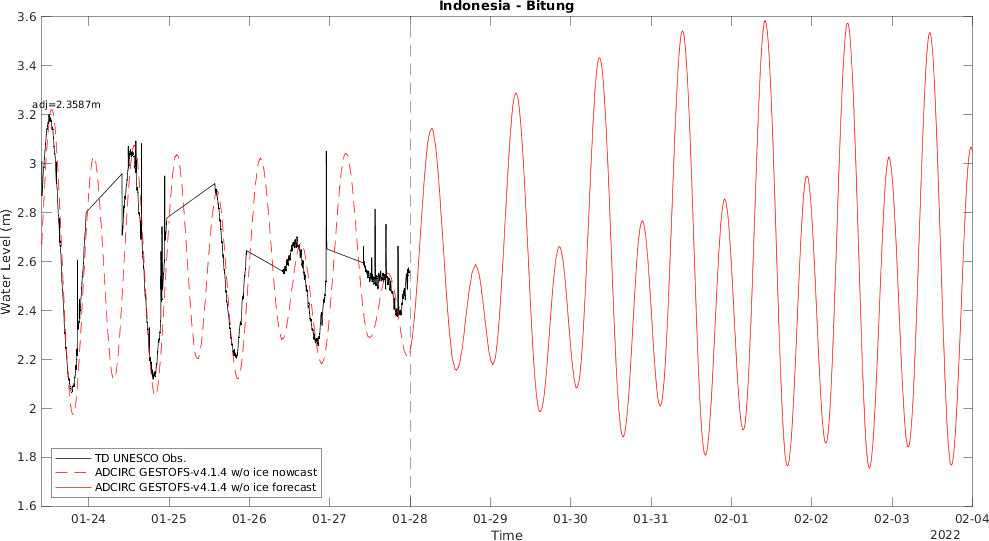 Indonesia - Bitung
adj=2.3587m
Water Level (m)
3.6
3.4
3.2
3
2.8
2.6
2.4
2.2
2
1.8
1.6
TD UNESCO Obs.
ADCIRC GESTOFS-v4.1.4 w/o ice nowcast
ADCIRC GESTOFS-v4.1.4 w/o ice forecast
01-24 01-25 01-26 01-27 01-28 01-29 01-30 01-31 02-01 02-02 02-03 02-04
Time
2022